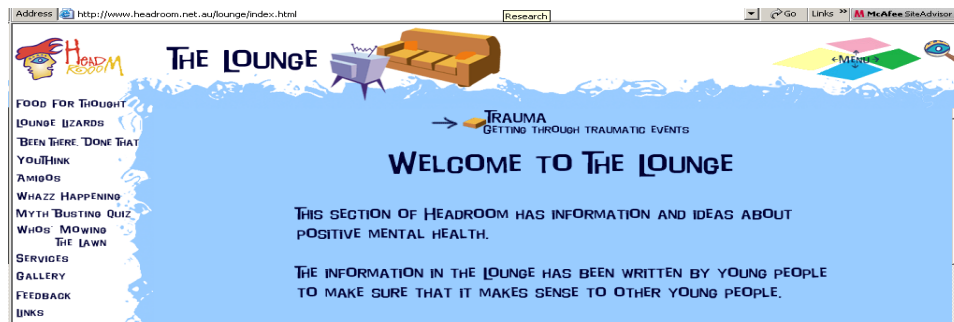 Address http://www.headroom.net.au/lounge/index.html Research Go Links » McAfee SiteAdvisor
HeadRoom
The Lounge
Menu
Food For Thought
Lounge Lizards
Been There. Done That
YouTHink
Amigos
Whazz Happening
Myth Busting Quiz
Whos' Mowing
The Lawn
Services
Gallery
Feedback
Links
Trauma
Getting through traumatic events
Welcome to The Lounge
This section of Headroom has information and ideas about
positive mental health.
The information in the Lounge has been written by young people
to make sure that it makes sense to other young people.